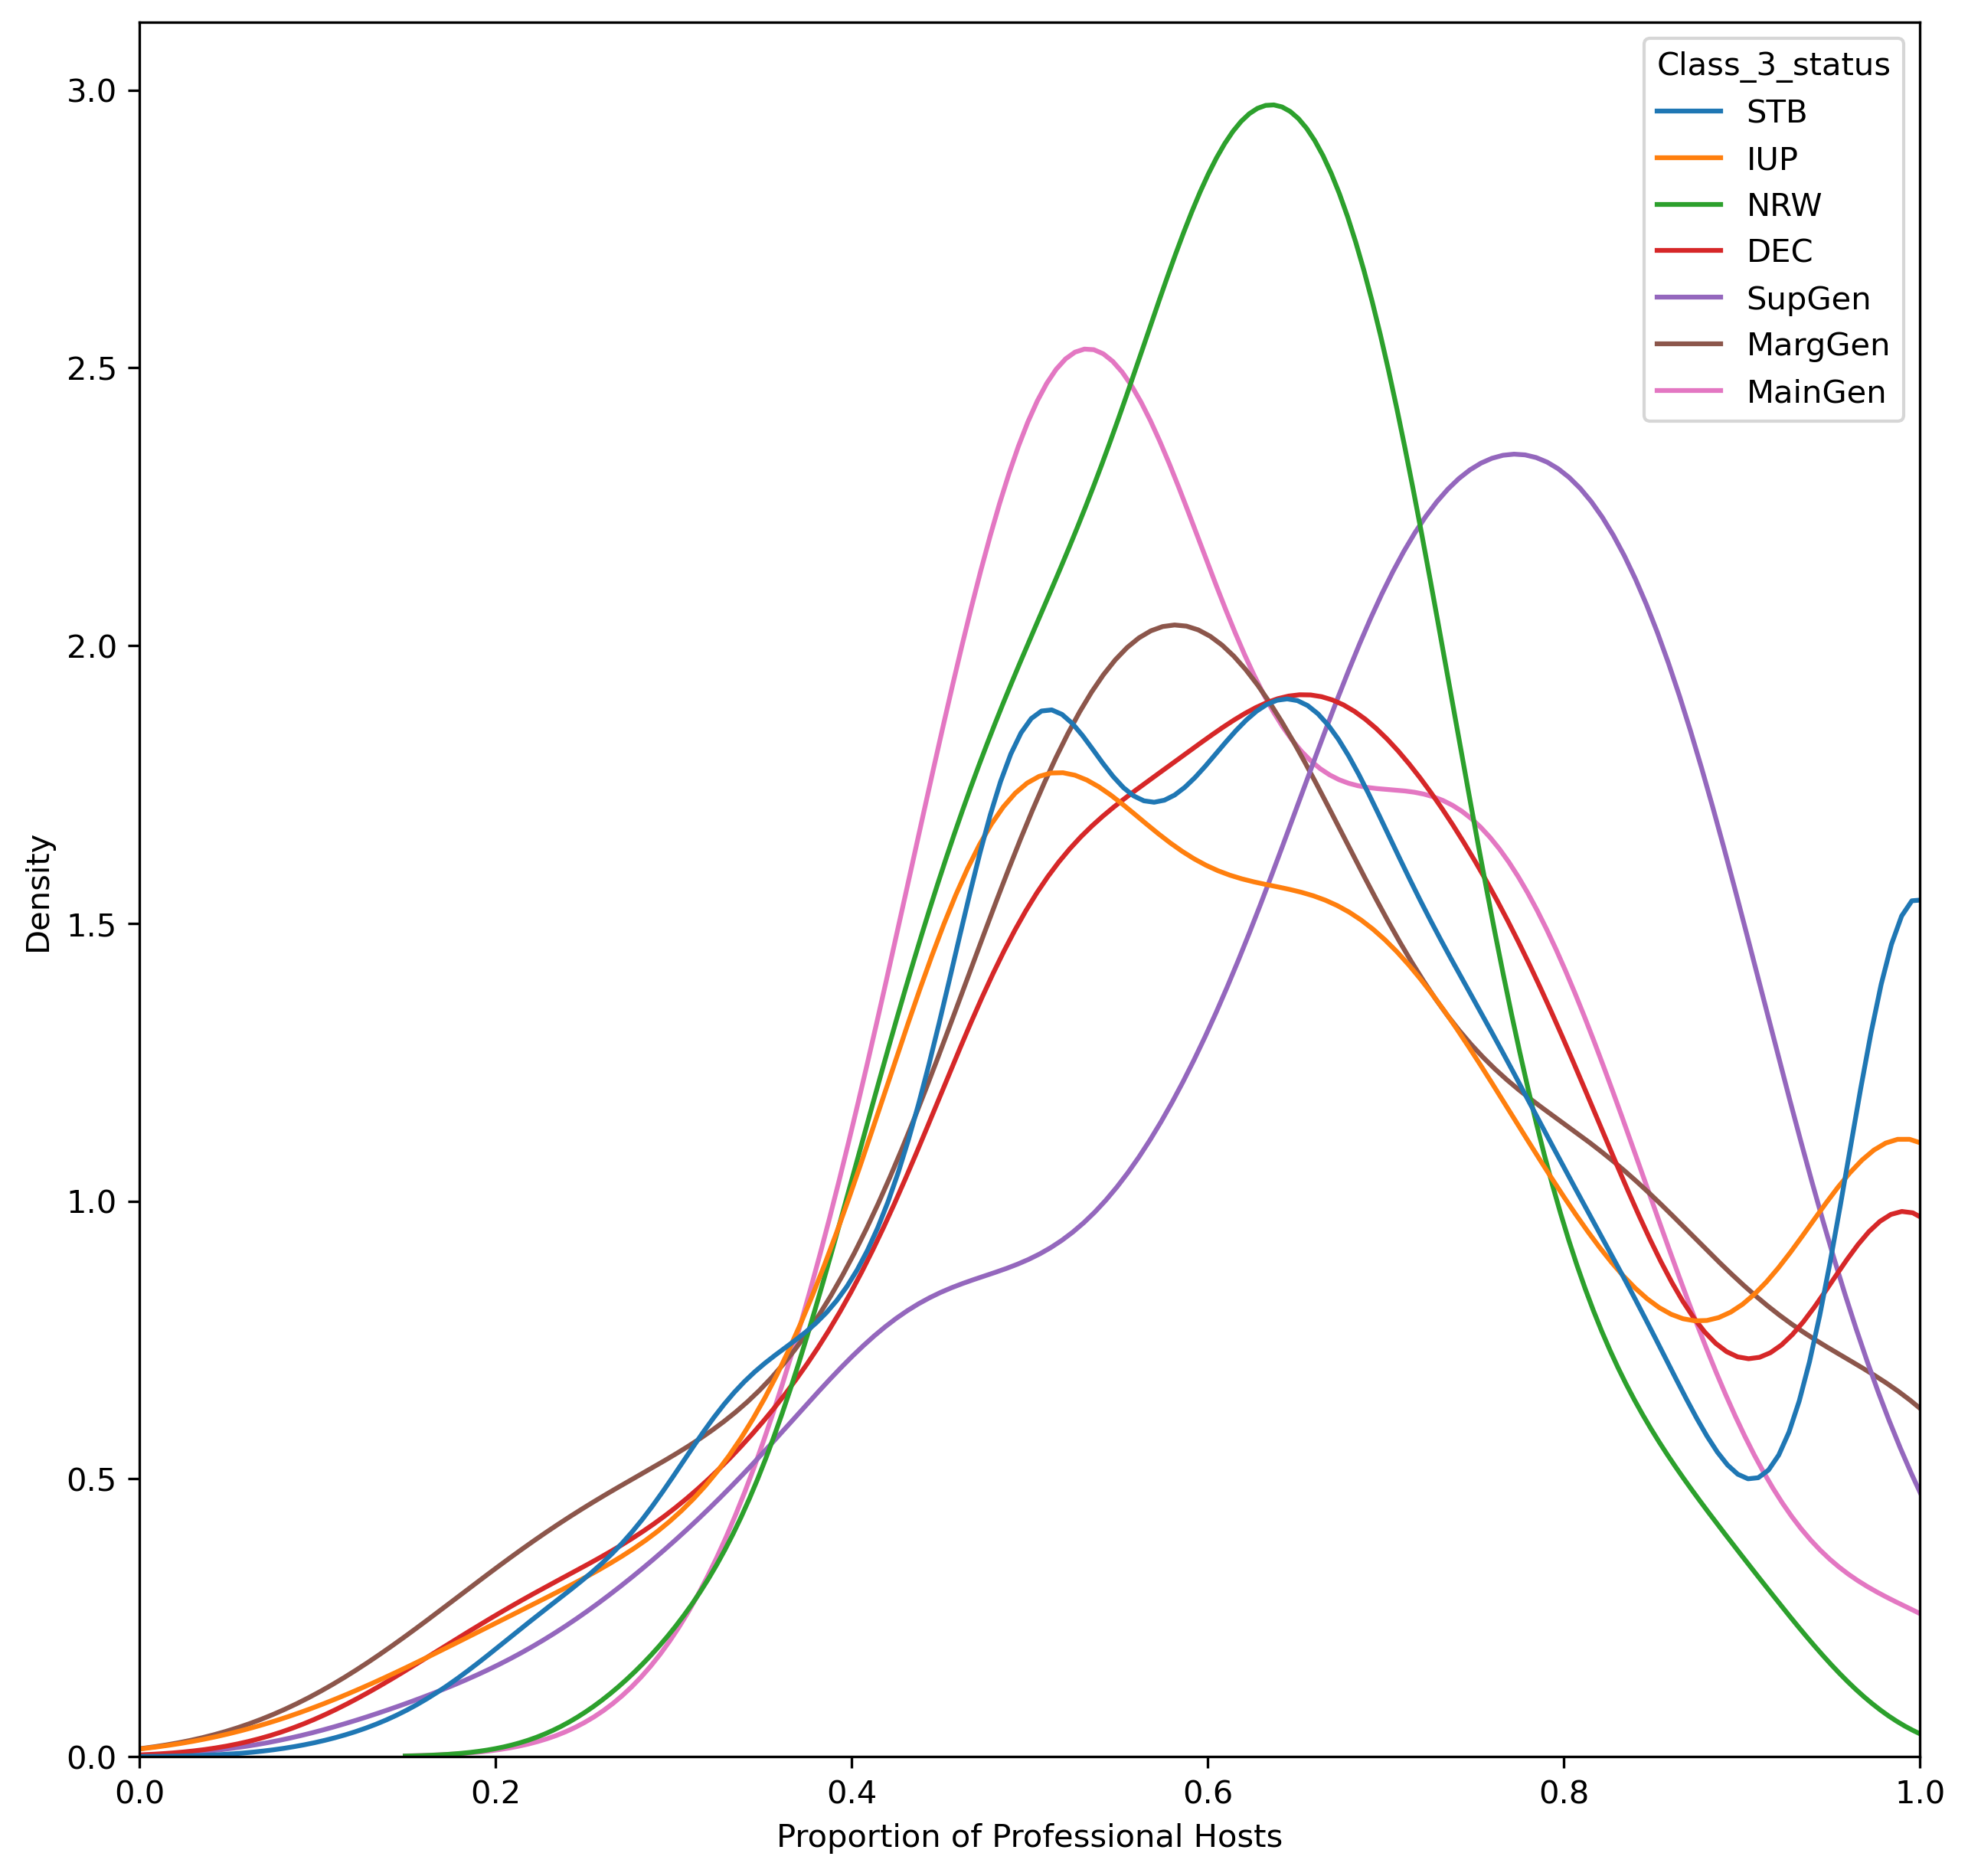 Class_3_status
STB
IUP
NRW
DEC
SupGen
MargGen
MainGen
3.0
2.5
2.0
1.5
1.0
0.5
0.0
Density
0.0 0.2 0.4 0.6 0.8 1.0
Proportion of Professional Hosts